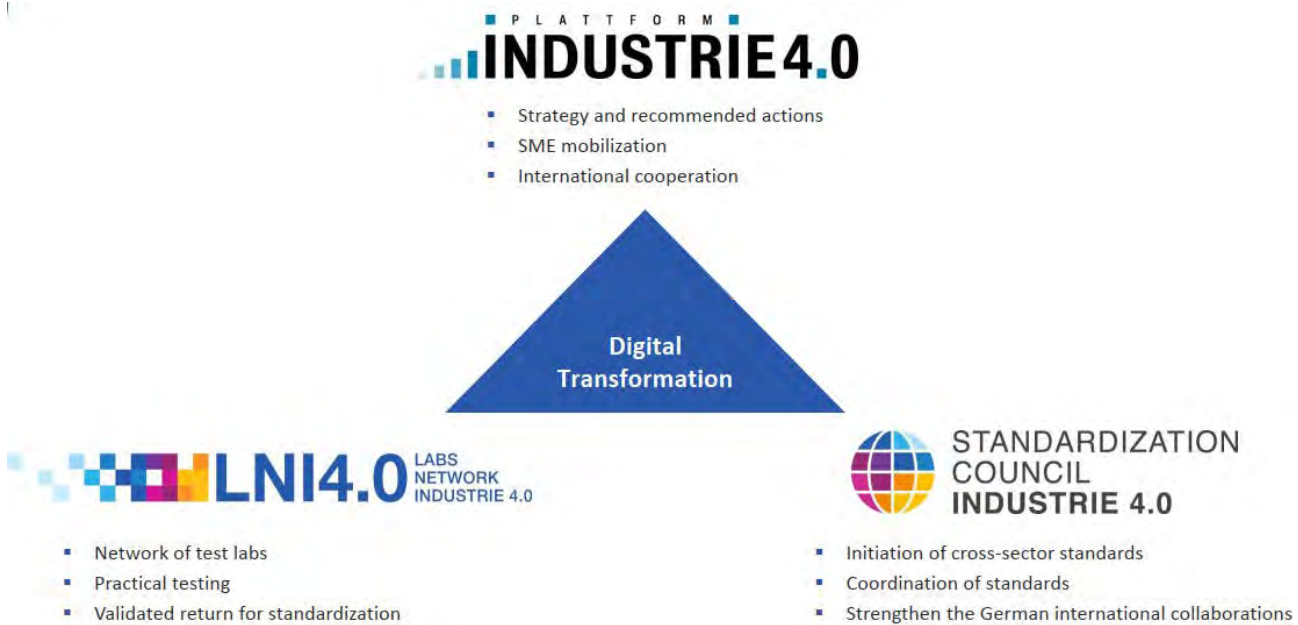 PLATTFORM
INDUSTRIE4.0
▪ Strategy and recommended actions
▪ SME mobilization
▪ International cooperation
Digital
Transformation
LNI4.0
LABS
NETWORK
INDUSTRIE 4.0
▪ Network of test labs
▪ Practical testing
▪ Validated return for standardization
STANDARDIZATION
COUNCIL
INDUSTRIE 4.0
▪ Initiation of cross-sector standards
▪ Coordination of standards
▪ Strengthen the German international collaborations